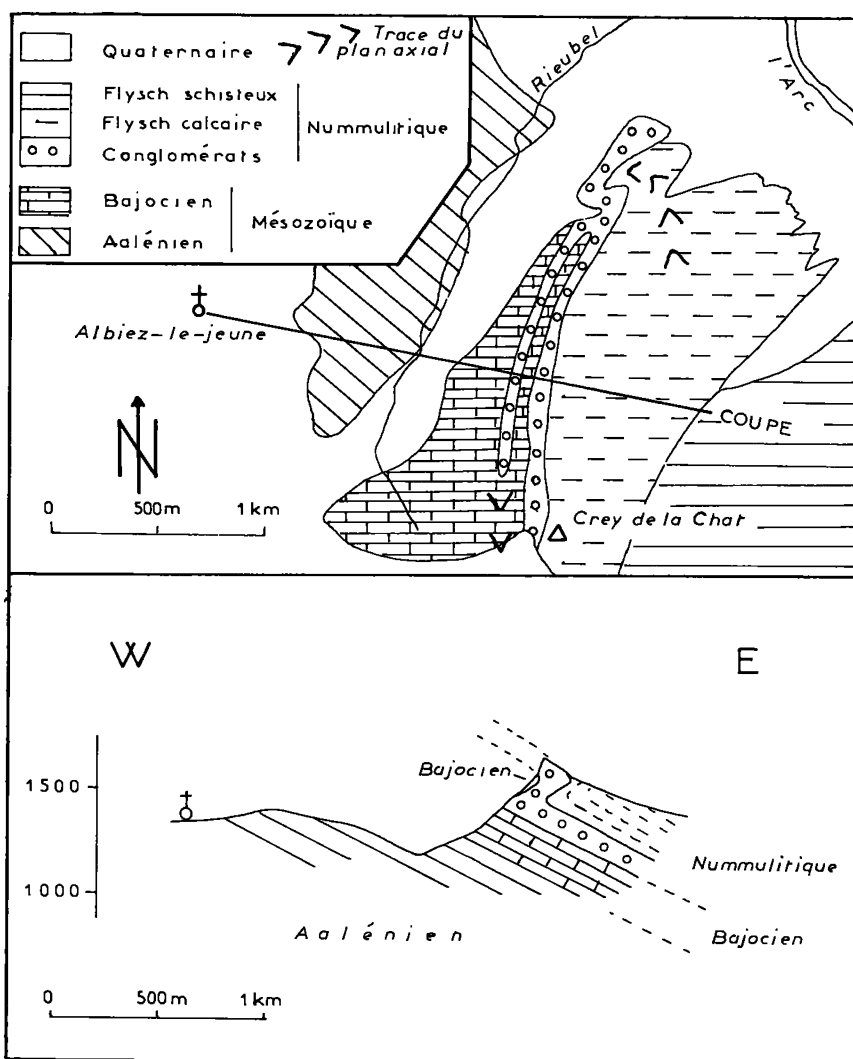 Quaternaire
Trace du
plan axial
Flysch schisteux
Flysch calcaire
Conglomérats
Nummulitique
Bajocien
Aalénien
Mésozoïque
Rieubel
l'Arc
Albiez-le-jeune
COUPE
N
0 500m 1 km
Crey de la Chat
W E
1500
1000
Bajocien
Nummulitique
Aalénien
Bajocien
0 500m 1 km